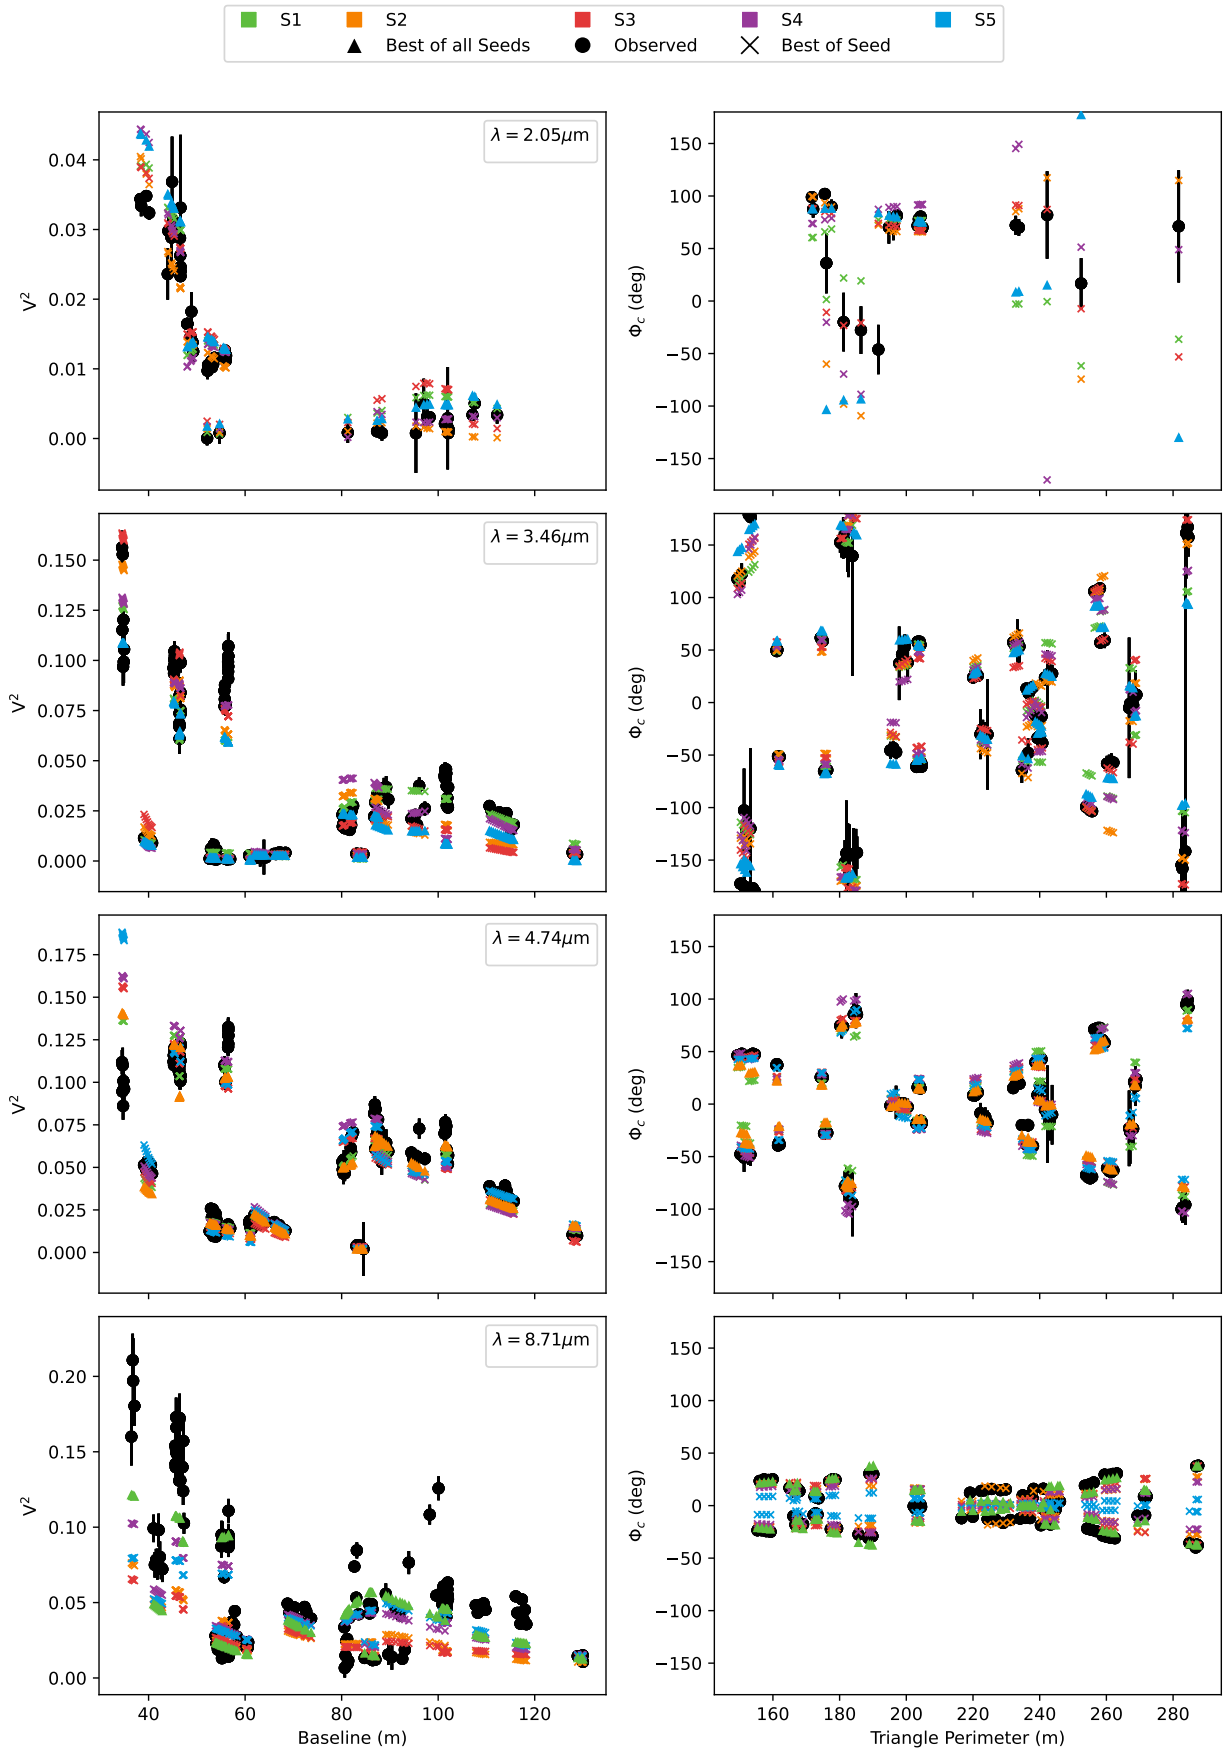 S1 S2 S3 S4 S5
Best of all Seeds Observed Best of Seed
λ = 2.05μm
0.04
0.03
0.02
0.01
0.00
V²
150
100
50
0
−50
−100
−150
Φc (deg)
λ = 3.46μm
0.150
0.125
0.100
0.075
0.050
0.025
0.000
V²
150
100
50
0
−50
−100
−150
Φc (deg)
λ = 4.74μm
0.175
0.150
0.125
0.100
0.075
0.050
0.025
0.000
V²
150
100
50
0
−50
−100
−150
Φc (deg)
λ = 8.71μm
0.20
0.15
0.10
0.05
0.00
V²
40 60 80 100 120
Baseline (m)
150
100
50
0
−50
−100
−150
Φc (deg)
160 180 200 220 240 260 280
Triangle Perimeter (m)